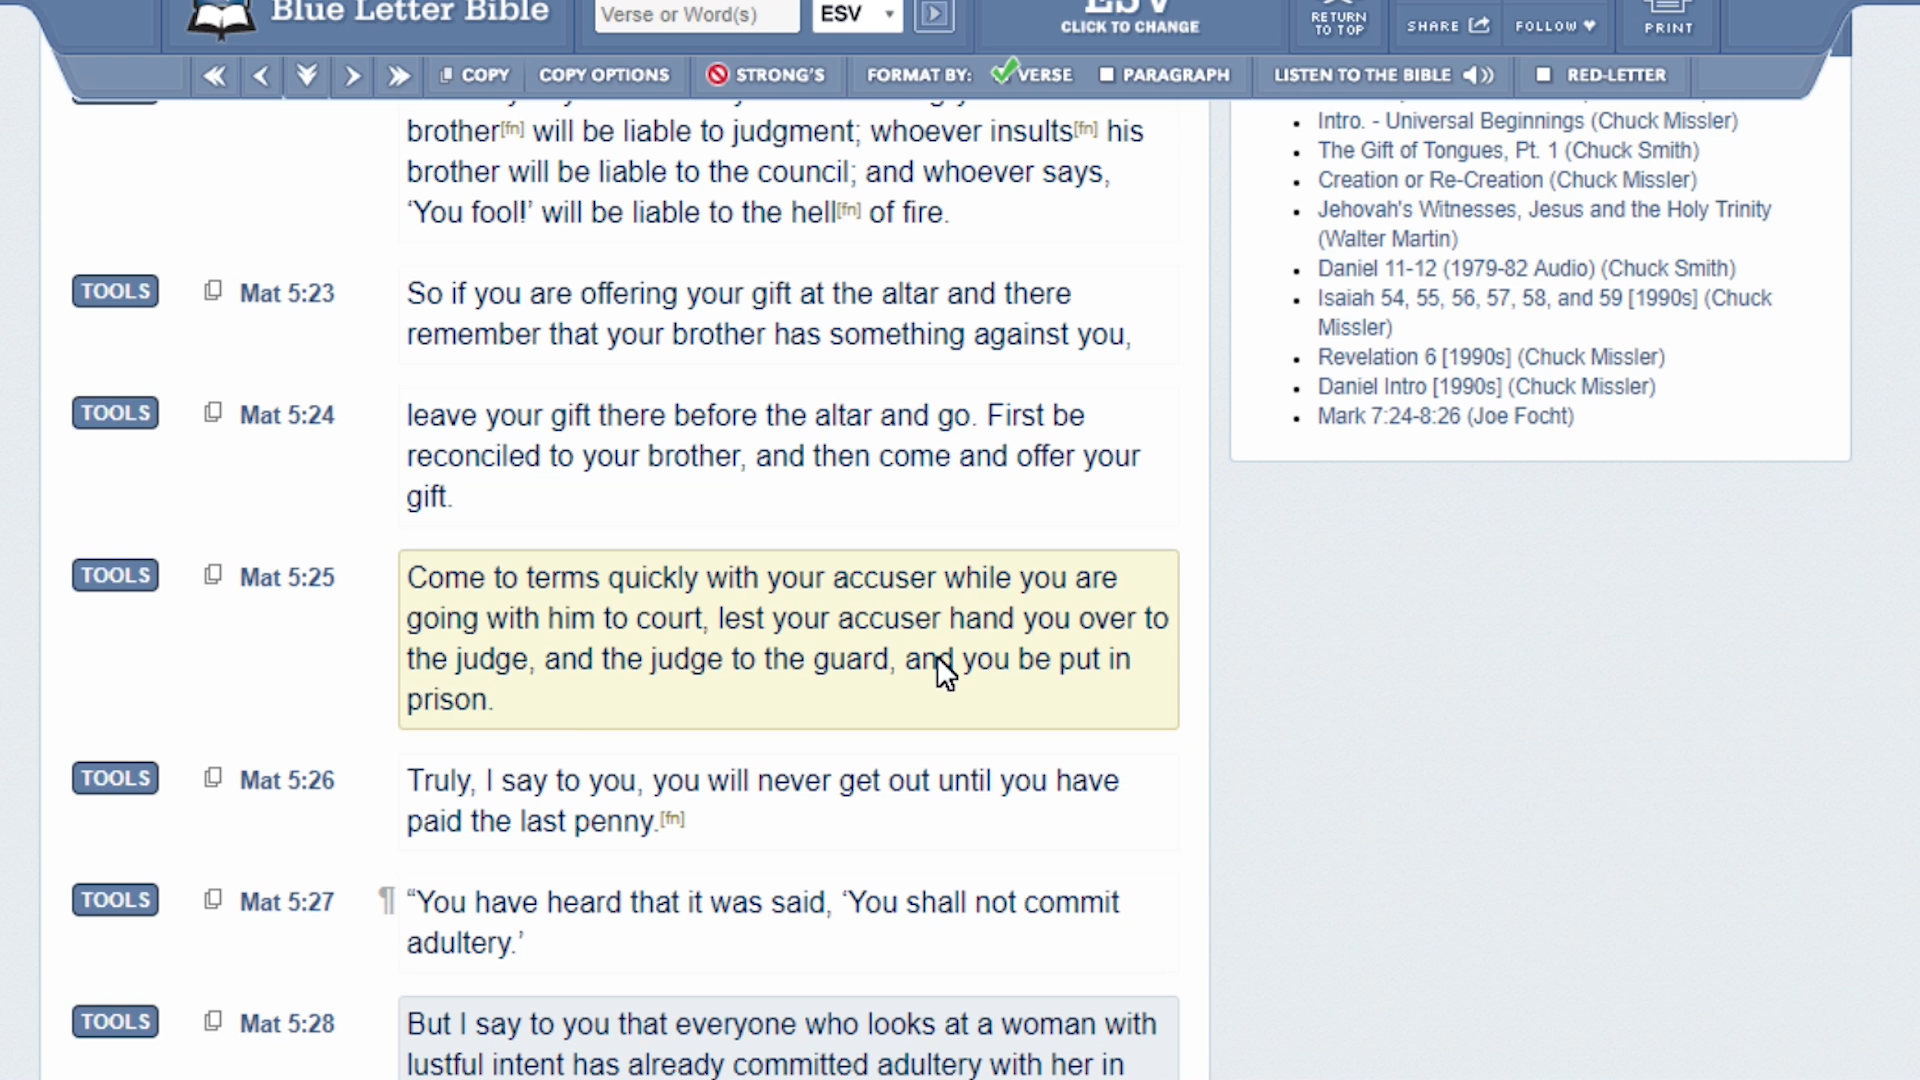 Blue Letter Bible
Verse or Word(s)
ESV
ESV
CLICK TO CHANGE
RETURN
TO TOP
SHARE
FOLLOW
PRINT
COPY
COPY OPTIONS
STRONG'S
FORMAT BY:
VERSE
PARAGRAPH
LISTEN TO THE BIBLE
RED-LETTER
brother[fn] will be liable to judgment; whoever insults[fn] his
brother will be liable to the council; and whoever says,
‘You fool!’ will be liable to the hell[fn] of fire.
TOOLS Mat 5:23 So if you are offering your gift at the altar and there
remember that your brother has something against you,
TOOLS Mat 5:24 leave your gift there before the altar and go. First be
reconciled to your brother, and then come and offer your
gift.
TOOLS Mat 5:25 Come to terms quickly with your accuser while you are
going with him to court, lest your accuser hand you over to
the judge, and the judge to the guard, and you be put in
prison.
TOOLS Mat 5:26 Truly, I say to you, you will never get out until you have
paid the last penny.[fn]
TOOLS Mat 5:27 ¶ “You have heard that it was said, ‘You shall not commit
adultery.’
TOOLS Mat 5:28 But I say to you that everyone who looks at a woman with
lustful intent has already committed adultery with her in
• Intro. - Universal Beginnings (Chuck Missler)
• The Gift of Tongues, Pt. 1 (Chuck Smith)
• Creation or Re-Creation (Chuck Missler)
• Jehovah's Witnesses, Jesus and the Holy Trinity
(Walter Martin)
• Daniel 11-12 (1979-82 Audio) (Chuck Smith)
• Isaiah 54, 55, 56, 57, 58, and 59 [1990s] (Chuck
Missler)
• Revelation 6 [1990s] (Chuck Missler)
• Daniel Intro [1990s] (Chuck Missler)
• Mark 7:24-8:26 (Joe Focht)